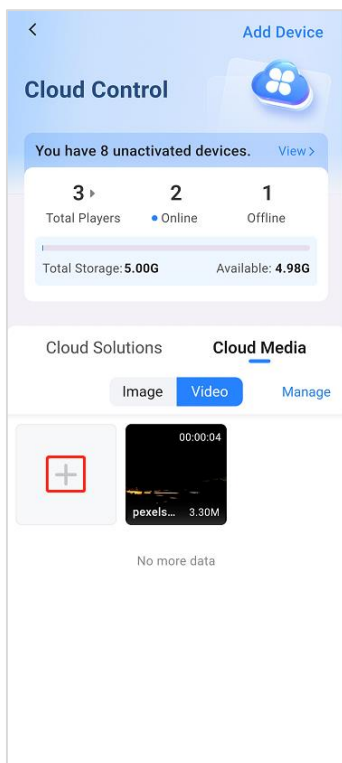 Add Device
Cloud Control
You have 8 unactivated devices. View >
3 2 1
Total Players Online Offline
Total Storage: 5.00G Available: 4.98G
Cloud Solutions Cloud Media
Image Video Manage
00:00:04
pexels... 3.30M
No more data